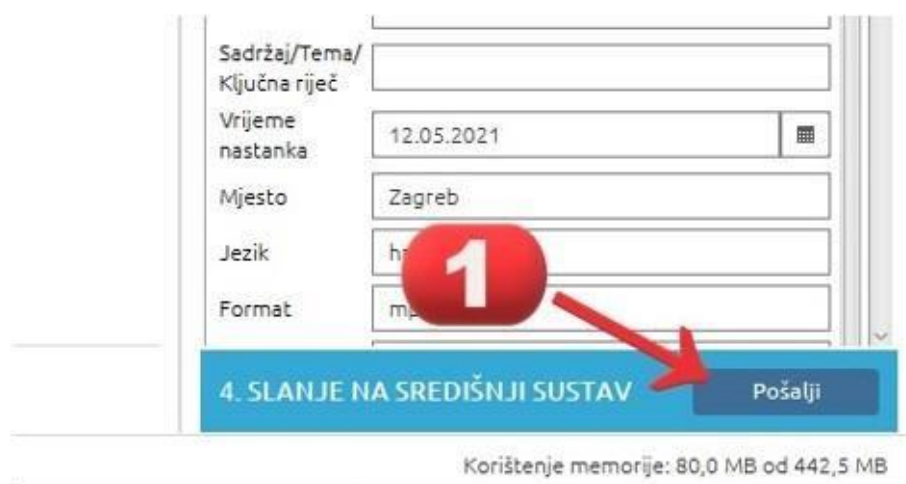 Sadržaj/Tema/
Ključna riječ
Vrijeme
nastanka
12.05.2021
Mjesto
Zagreb
Jezik
Format
1
4. SLANJE NA SREDIŠNJI SUSTAV
Pošalji
Korištenje memorije: 80,0 MB od 442,5 MB